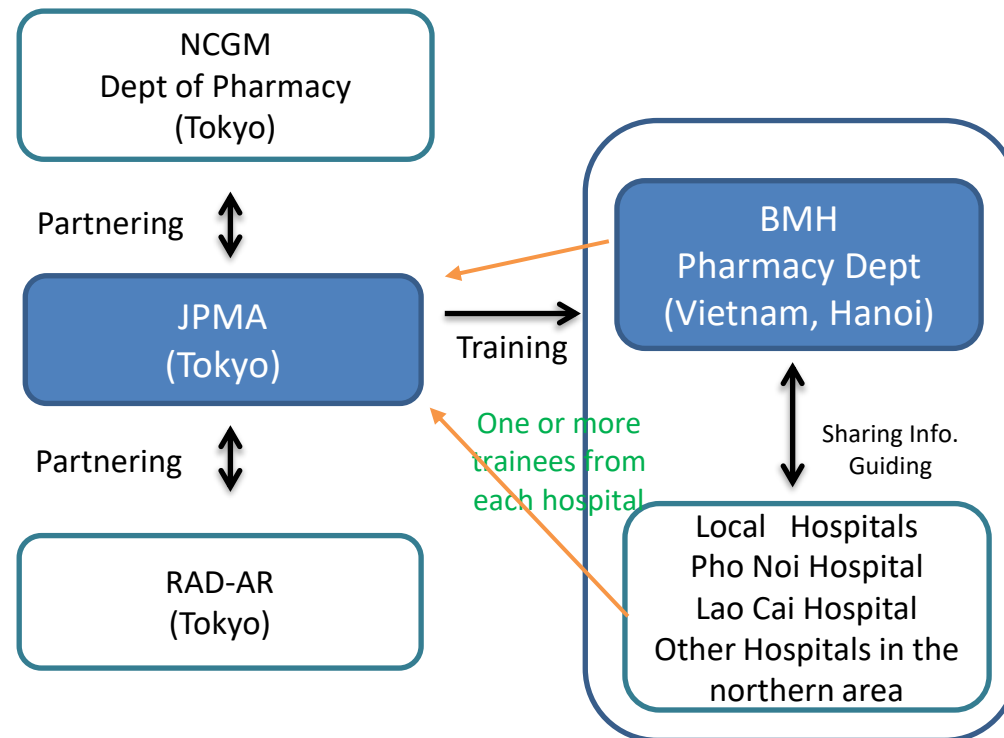 NCGM
Dept of Pharmacy
(Tokyo)
Partnering
JPMA
(Tokyo)
Partnering
RAD-AR
(Tokyo)
Training
One or more
trainees from
each hospital
BMH
Pharmacy Dept
(Vietnam, Hanoi)
Sharing Info.
Guiding
Local Hospitals
Pho Noi Hospital
Lao Cai Hospital
Other Hospitals in the
northern area